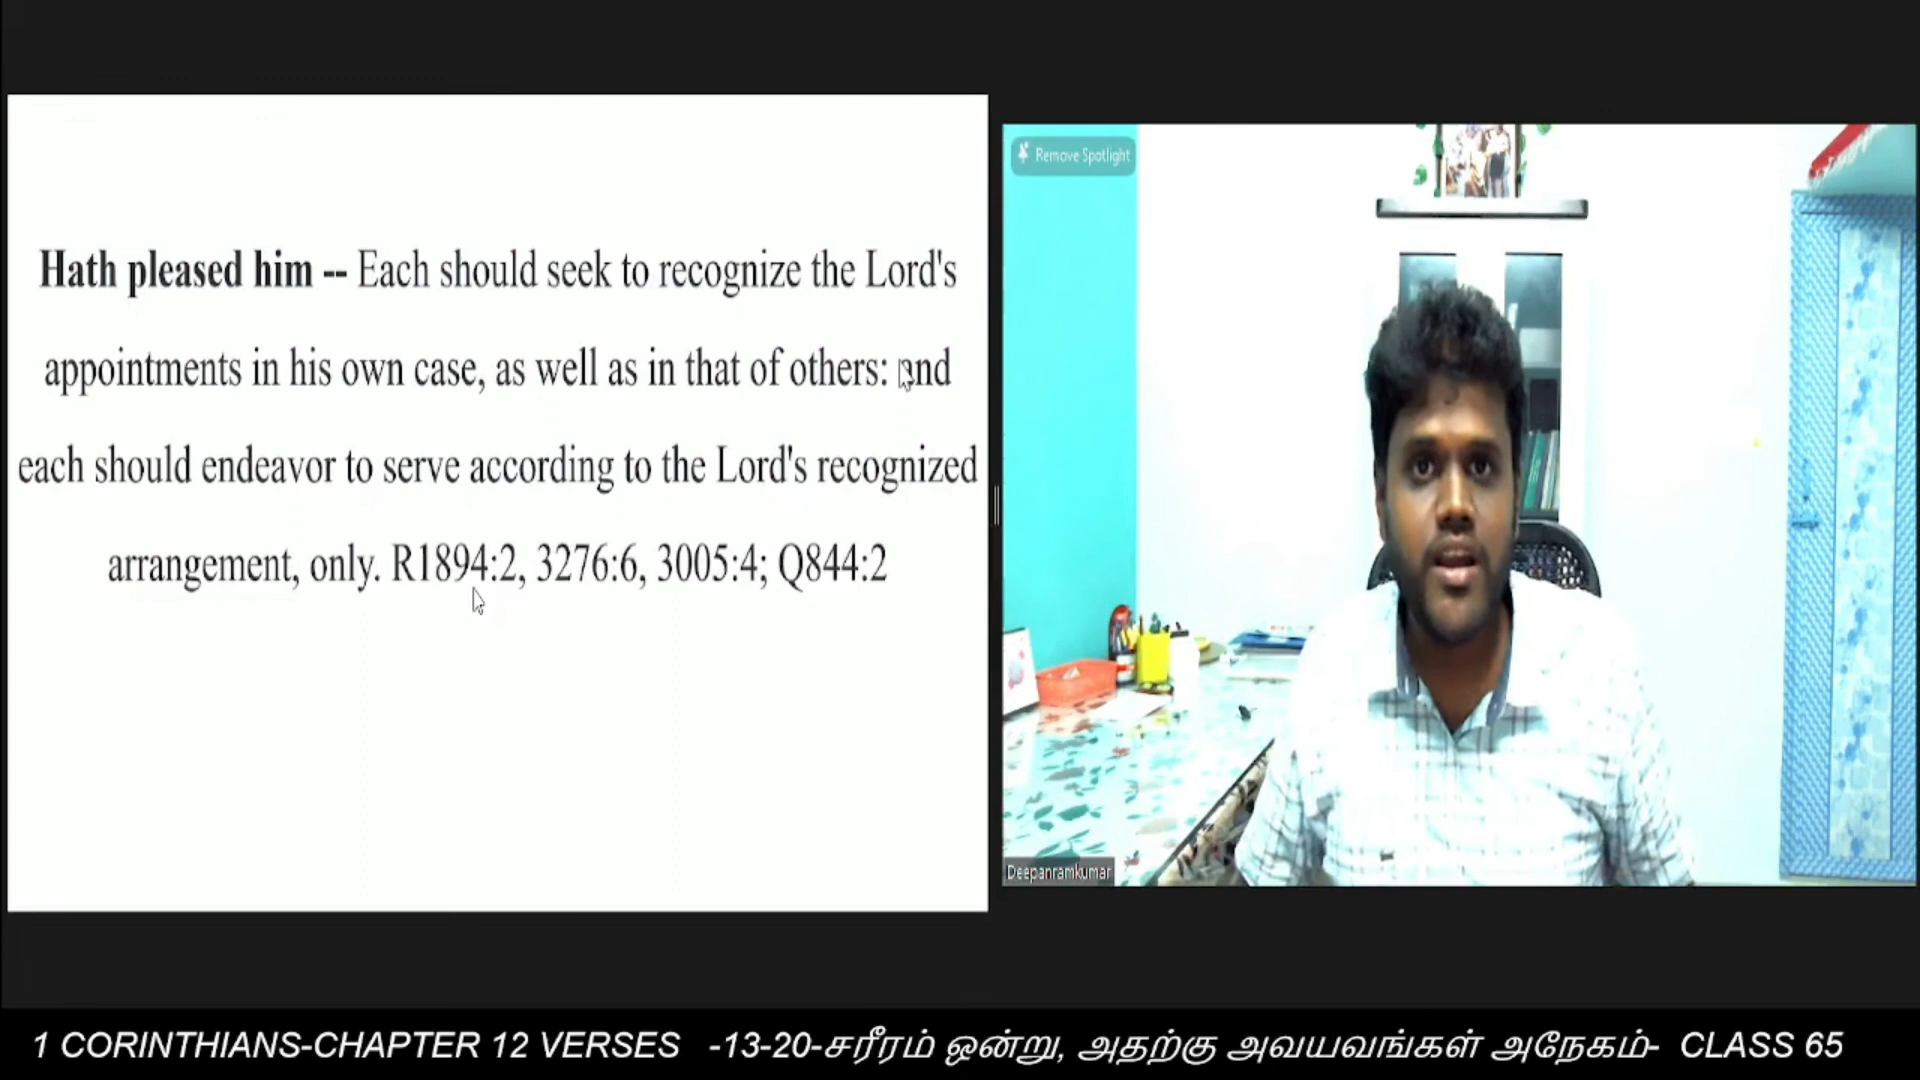 Hath pleased him -- Each should seek to recognize the Lord's
appointments in his own case, as well as in that of others: and
each should endeavor to serve according to the Lord's recognized
arrangement, only. R1894:2, 3276:6, 3005:4; Q844:2
Remove Spotlight
Deepanramkumar
1 CORINTHIANS-CHAPTER 12 VERSES -13-20-சரீரம் ஒன்று, அதற்கு அவயவங்கள் அநேகம்- CLASS 65